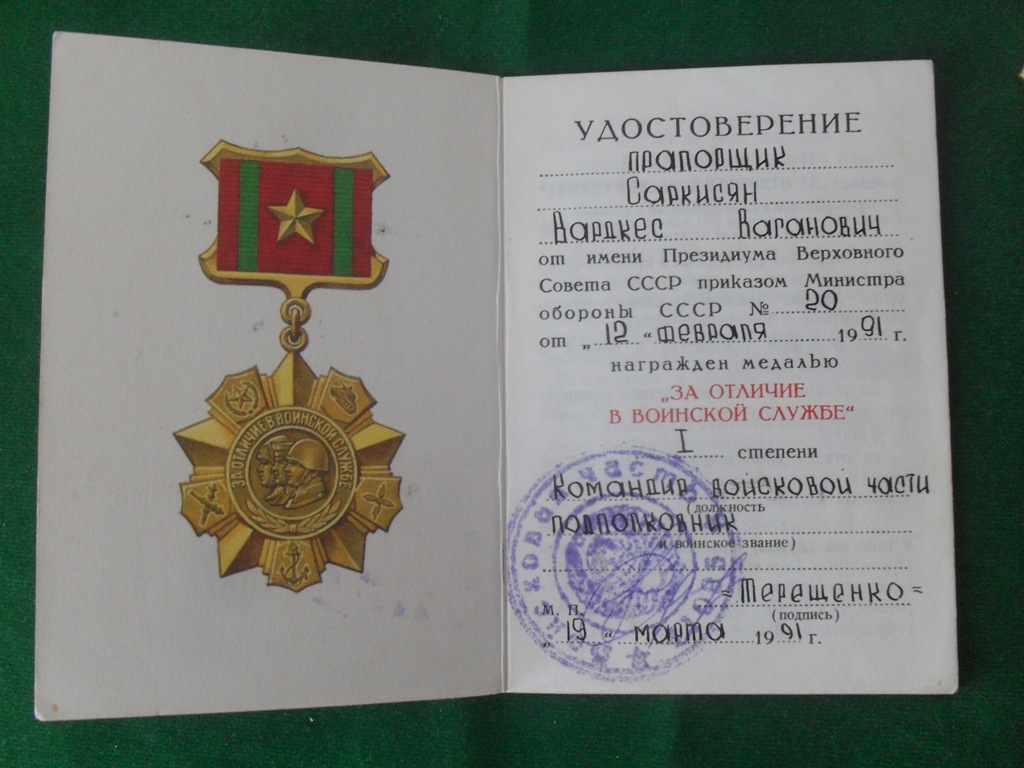 ЗА ОТЛИЧИЕ В ВОИНСКОЙ СЛУЖБЕ
УДОСТОВЕРЕНИЕ
прапорщик
Саркисян
Вардкес Ваганович
от имени Президиума Верховного
Совета СССР приказом Министра
обороны СССР № 20
от „12“ февраля 1991 г.
награжден медалью
„ЗА ОТЛИЧИЕ
В ВОИНСКОЙ СЛУЖБЕ“
I степени
Командир войсковой части
(должность
подполковник
и воинское звание)
=Терещенко=
М. П.
(подпись)
„19“ марта 1991 г.
войсковая часть